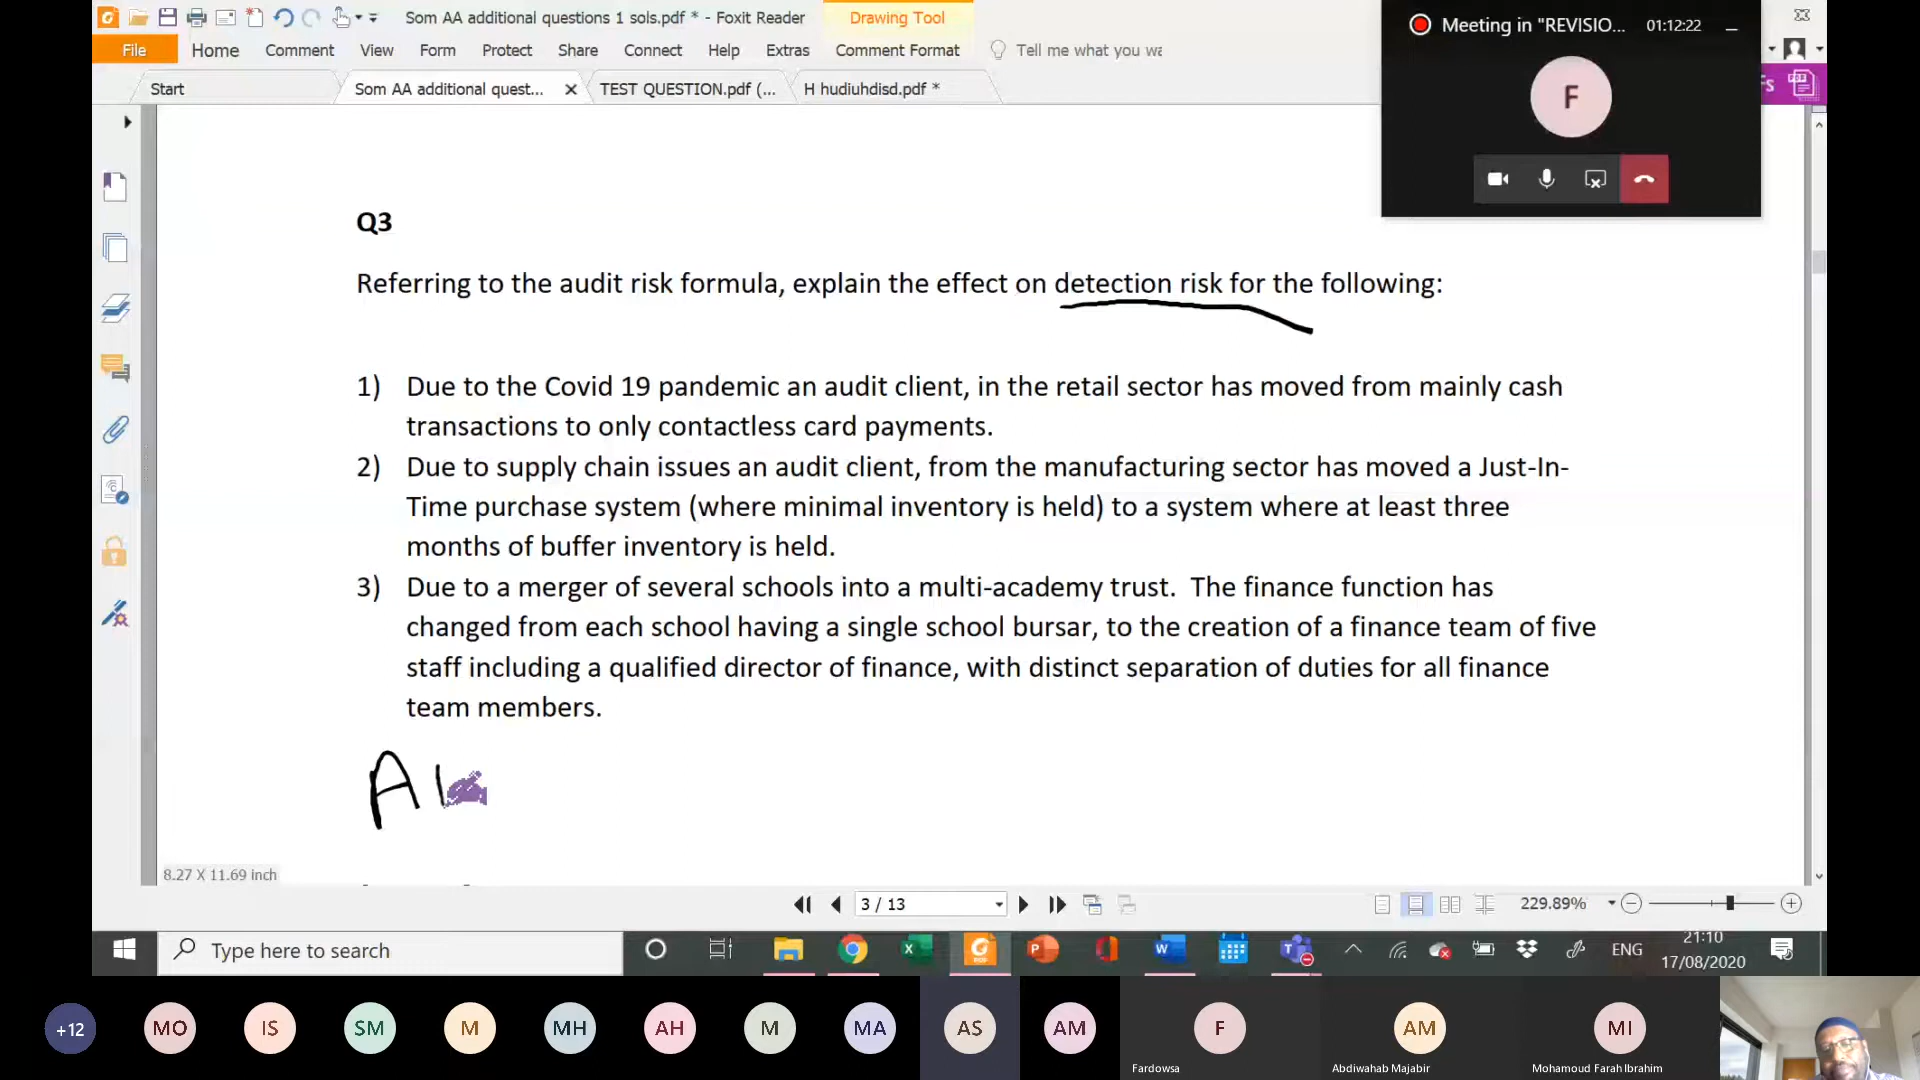 Som AA additional questions 1 sols.pdf * - Foxit Reader
Drawing Tool
File Home Comment View Form Protect Share Connect Help Extras Comment Format Tell me what you wa
Meeting in "REVISIO... 01:12:22
F
Start Som AA additional quest... TEST QUESTION.pdf (... H hudiuhdisd.pdf *
Q3
Referring to the audit risk formula, explain the effect on detection risk for the following:
1) Due to the Covid 19 pandemic an audit client, in the retail sector has moved from mainly cash
transactions to only contactless card payments.
2) Due to supply chain issues an audit client, from the manufacturing sector has moved a Just-In-
Time purchase system (where minimal inventory is held) to a system where at least three
months of buffer inventory is held.
3) Due to a merger of several schools into a multi-academy trust. The finance function has
changed from each school having a single school bursar, to the creation of a finance team of five
staff including a qualified director of finance, with distinct separation of duties for all finance
team members.
A
8.27 X 11.69 inch
3 / 13
229.89%
Type here to search
ENG
21:10
17/08/2020
+12 MO IS SM M MH AH M MA AS AM F AM MI
Fardowsa Abdiwahab Majabir Mohamoud Farah Ibrahim